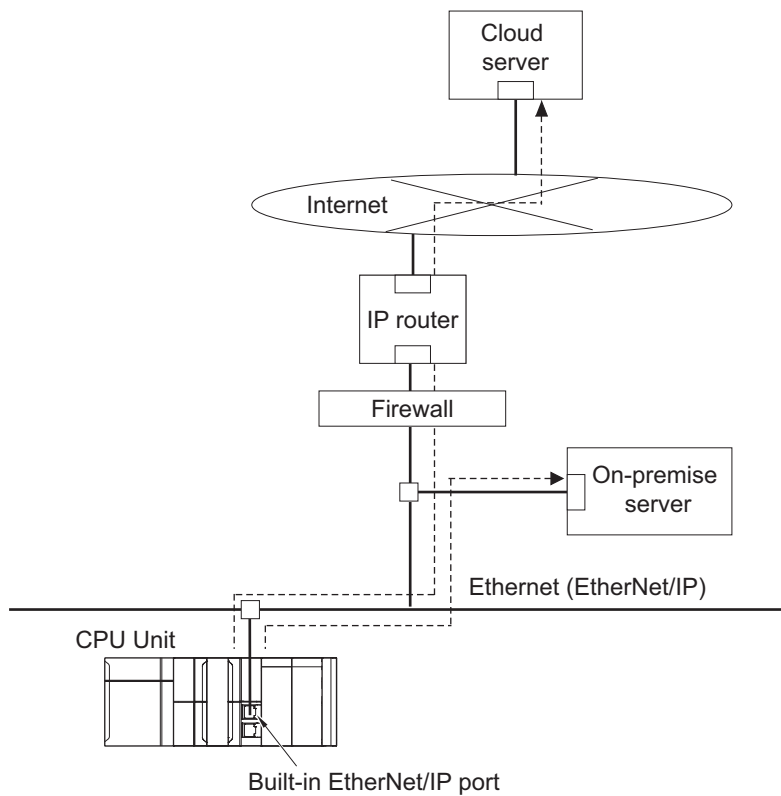 Cloud
server
Internet
IP router
Firewall
On-premise
server
Ethernet (EtherNet/IP)
CPU Unit
Built-in EtherNet/IP port